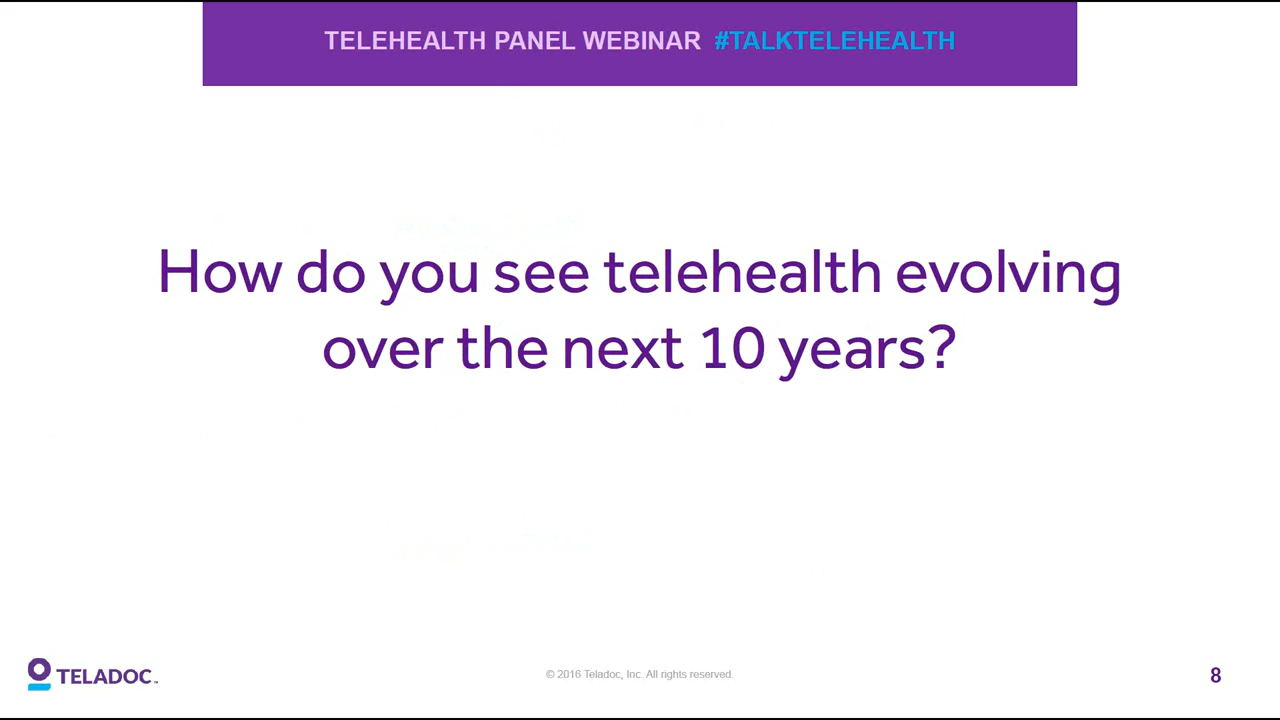 TELEHEALTH PANEL WEBINAR #TALKTELEHEALTH
How do you see telehealth evolving
over the next 10 years?
TELADOC™
© 2016 Teladoc, Inc. All rights reserved.
8